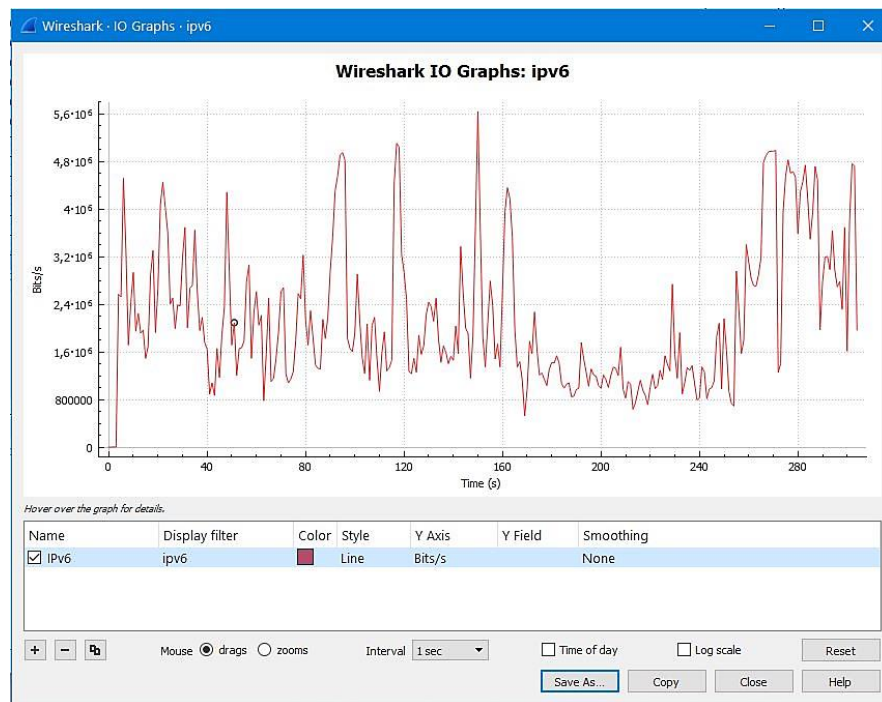 Wireshark · IO Graphs · ipv6
Wireshark IO Graphs: ipv6
5,6·10⁶
4,8·10⁶
4·10⁶
3,2·10⁶
2,4·10⁶
1,6·10⁶
800000
0
Bits/s
0 40 80 120 160 200 240 280
Time (s)
Hover over the graph for details.
Name Display filter Color Style Y Axis Y Field Smoothing
IPv6 ipv6 Line Bits/s None
Mouse drags zooms Interval 1 sec Time of day Log scale Reset
Save As... Copy Close Help